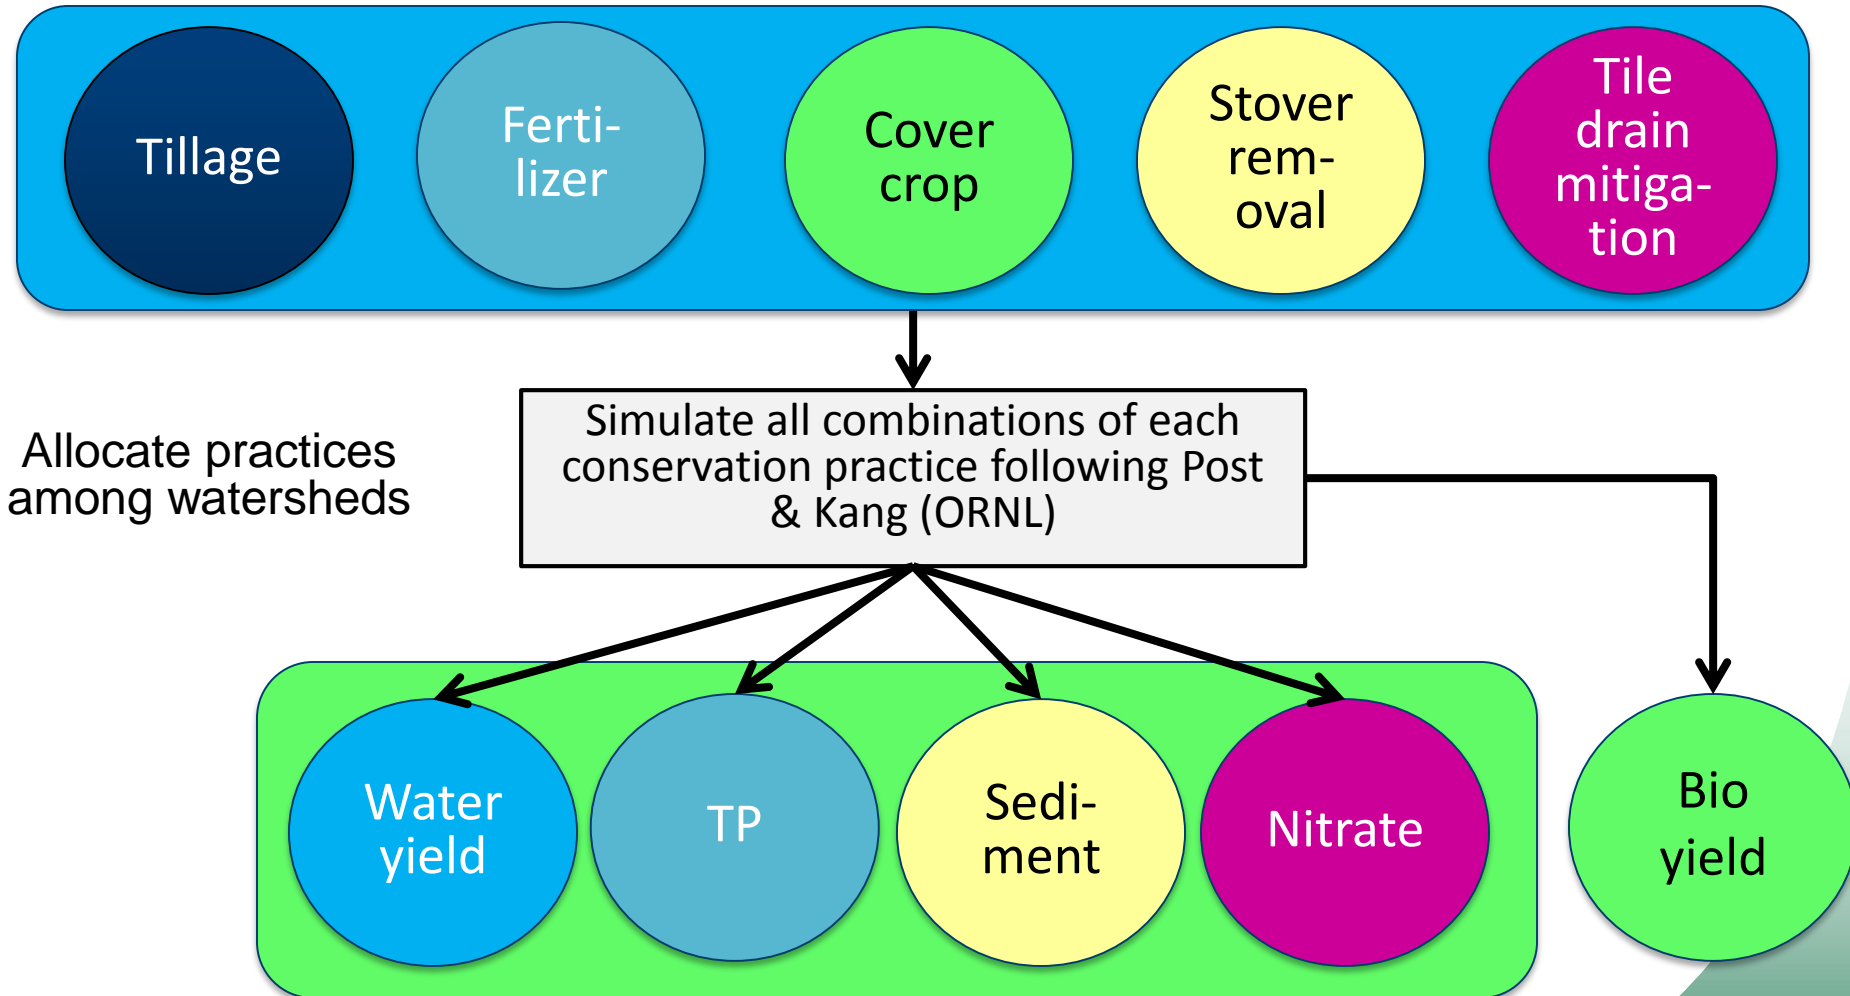 Tillage
Ferti-
lizer
Cover
crop
Stover
rem-
oval
Tile
drain
mitiga-
tion
Allocate practices
among watersheds
Simulate all combinations of each
conservation practice following Post
& Kang (ORNL)
Water
yield
TP
Sedi-
ment
Nitrate
Bio
yield